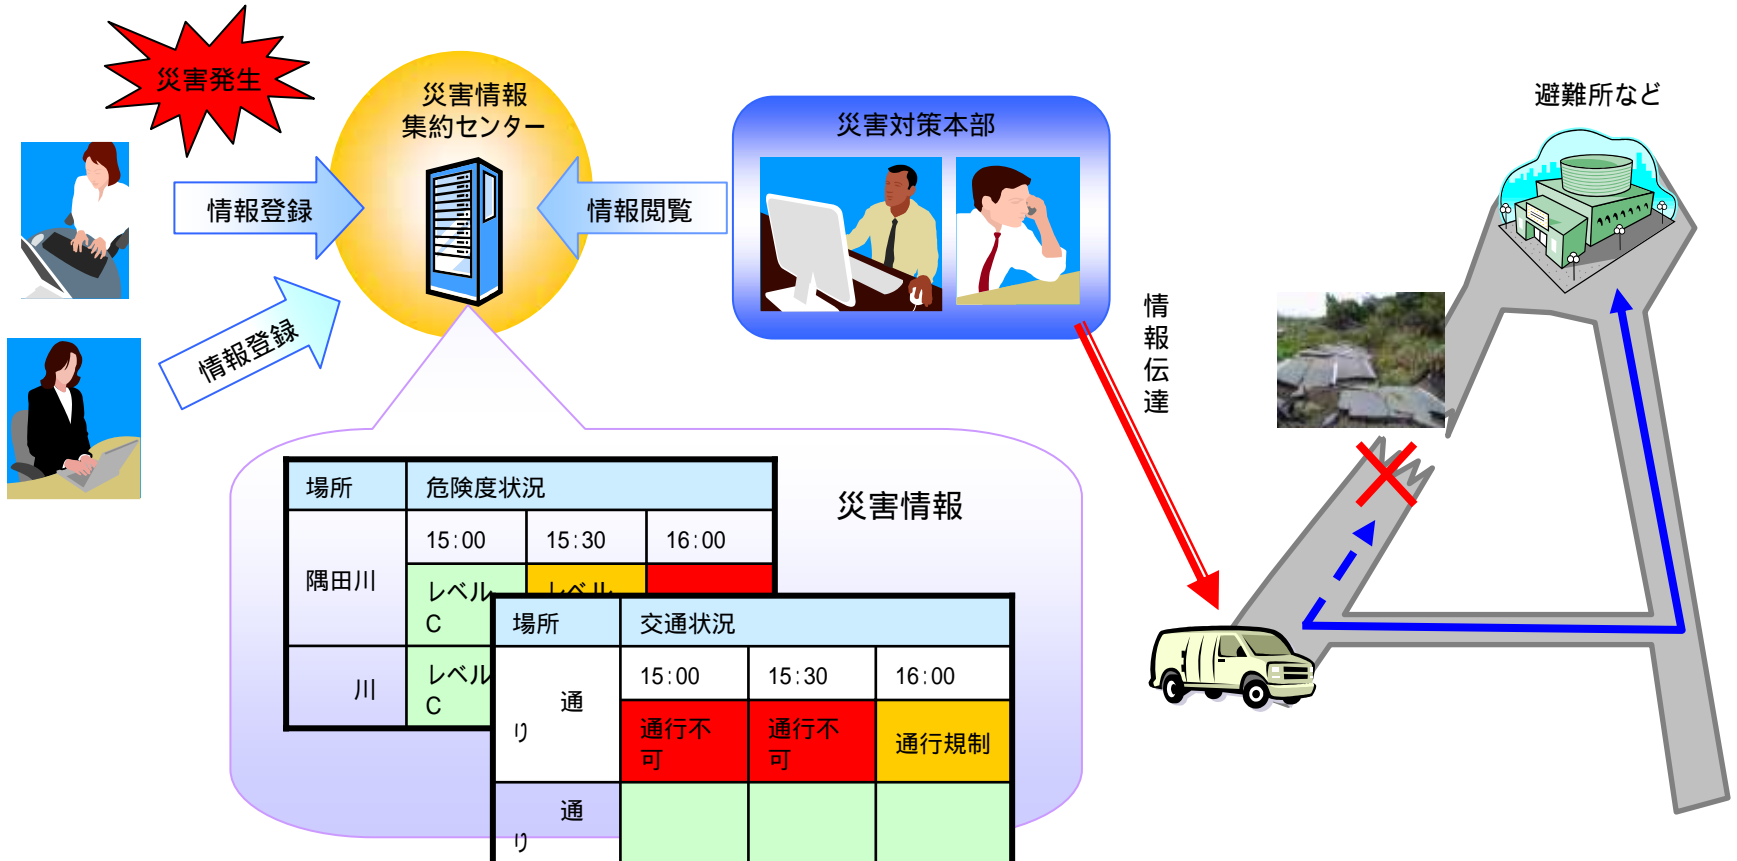 災害発生
災害情報
集約センター
災害対策本部
避難所など
情報登録
情報閲覧
情報登録
情報伝達
災害情報
場所
危険度状況
隅田川
15:00
15:30
16:00
レベル
C
レベル
川
レベル
C
場所
交通状況
通
り
15:00
15:30
16:00
通行不
可
通行不
可
通行規制
通
り